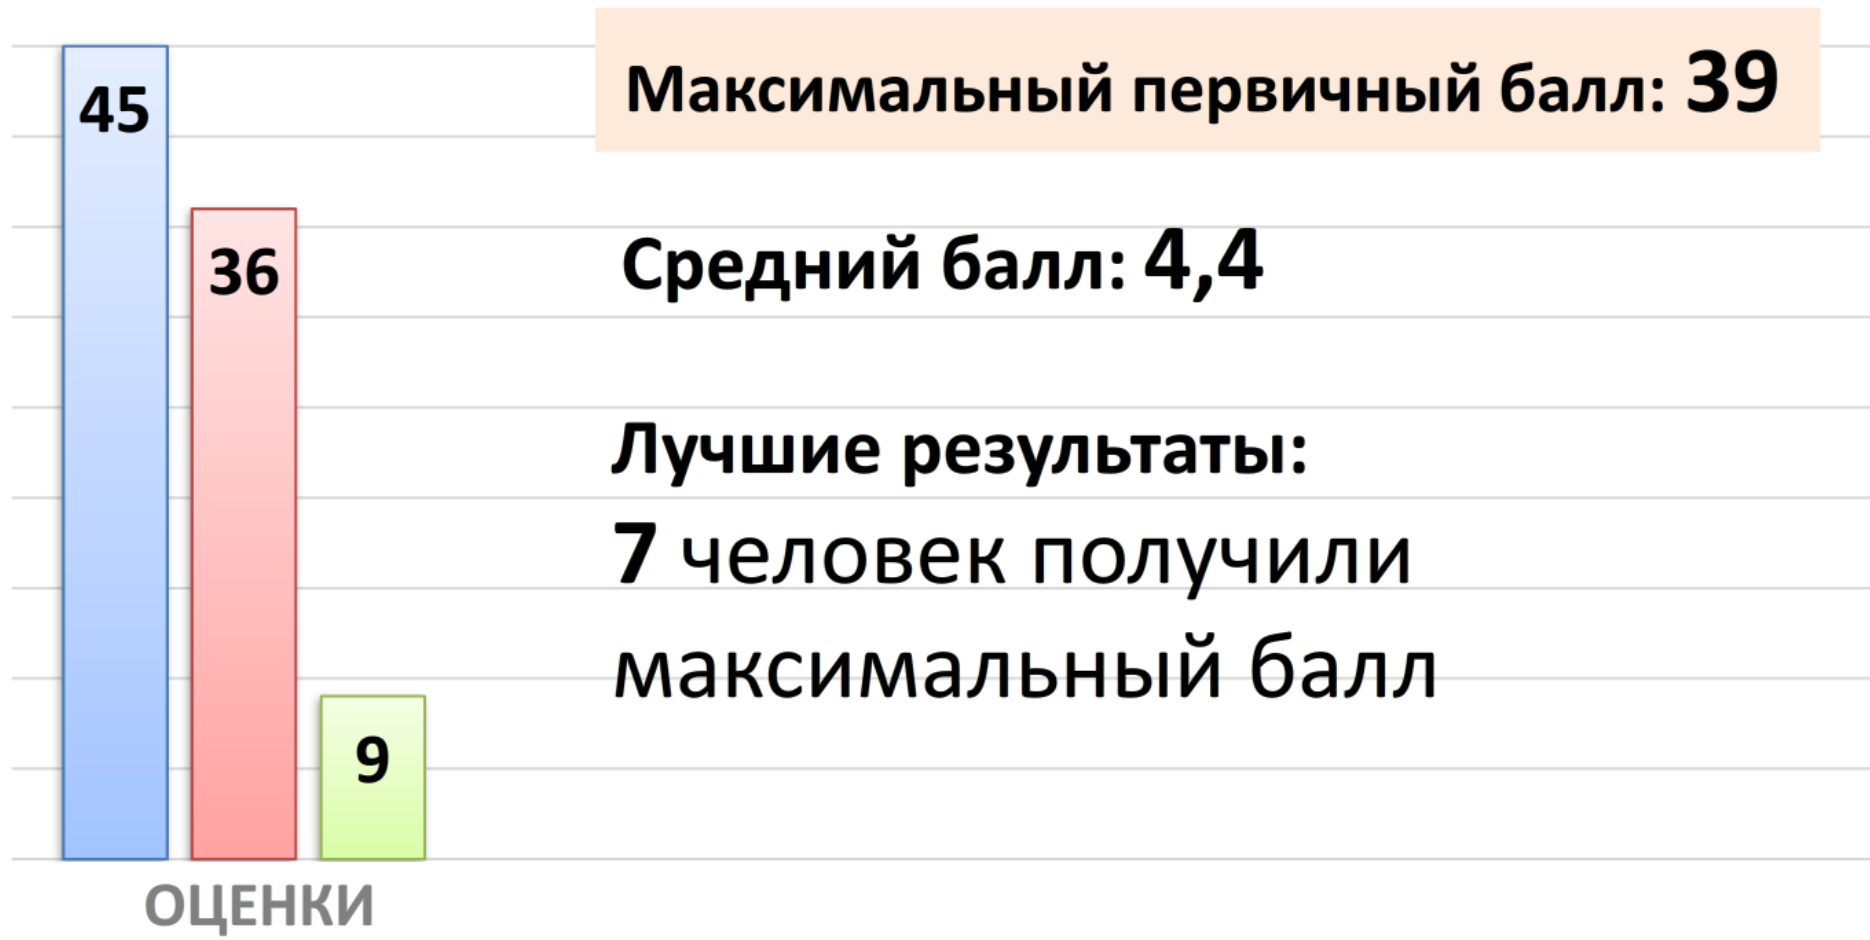 45
36
9
ОЦЕНКИ
Максимальный первичный балл: 39
Средний балл: 4,4
Лучшие результаты:
7 человек получили
максимальный балл